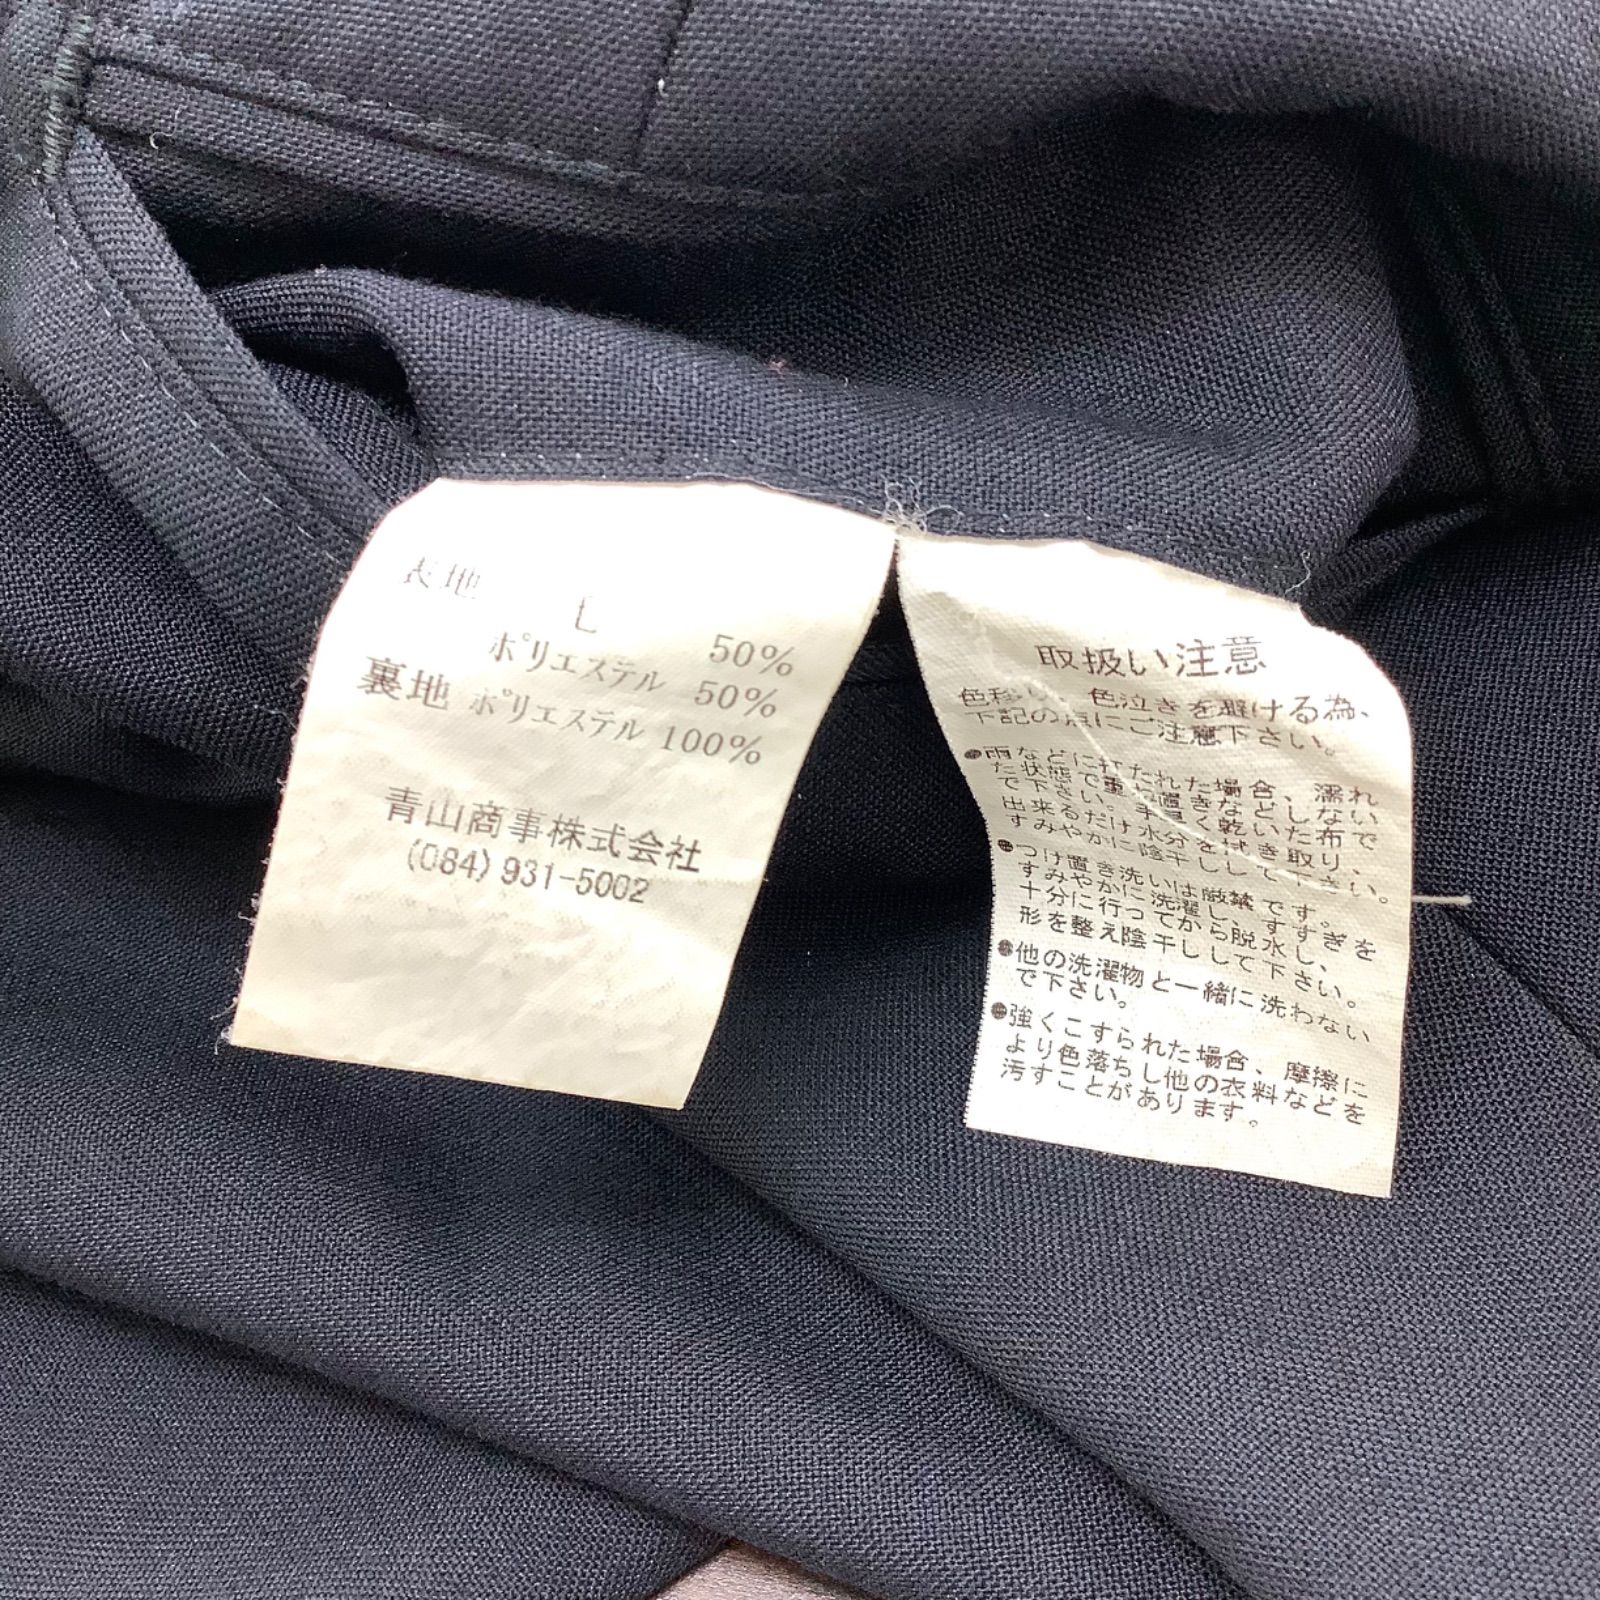 表地 50%
ポリエステル 50%
裏地 ポリエステル 100%
青山商事株式会社
(084)931-5002
取扱い注意
色移り、色泣きを避ける為、
下記の点にご注意下さい。
●雨などに打たれた場合、濡れ
た状態で重ね置きなどしない
で下さい。手早く乾いた布で
出来るだけ水分を拭き取り、
すみやかに陰干しして下さい。
●つけ置き洗いは厳禁です。
すみやかに洗濯し、すすぎを
十分に行ってから脱水し、
形を整え陰干しして下さい。
●他の洗濯物と一緒に洗わない
で下さい。
●強くこすられた場合、摩擦に
より色落ちし他の衣料などを
汚すことがあります。